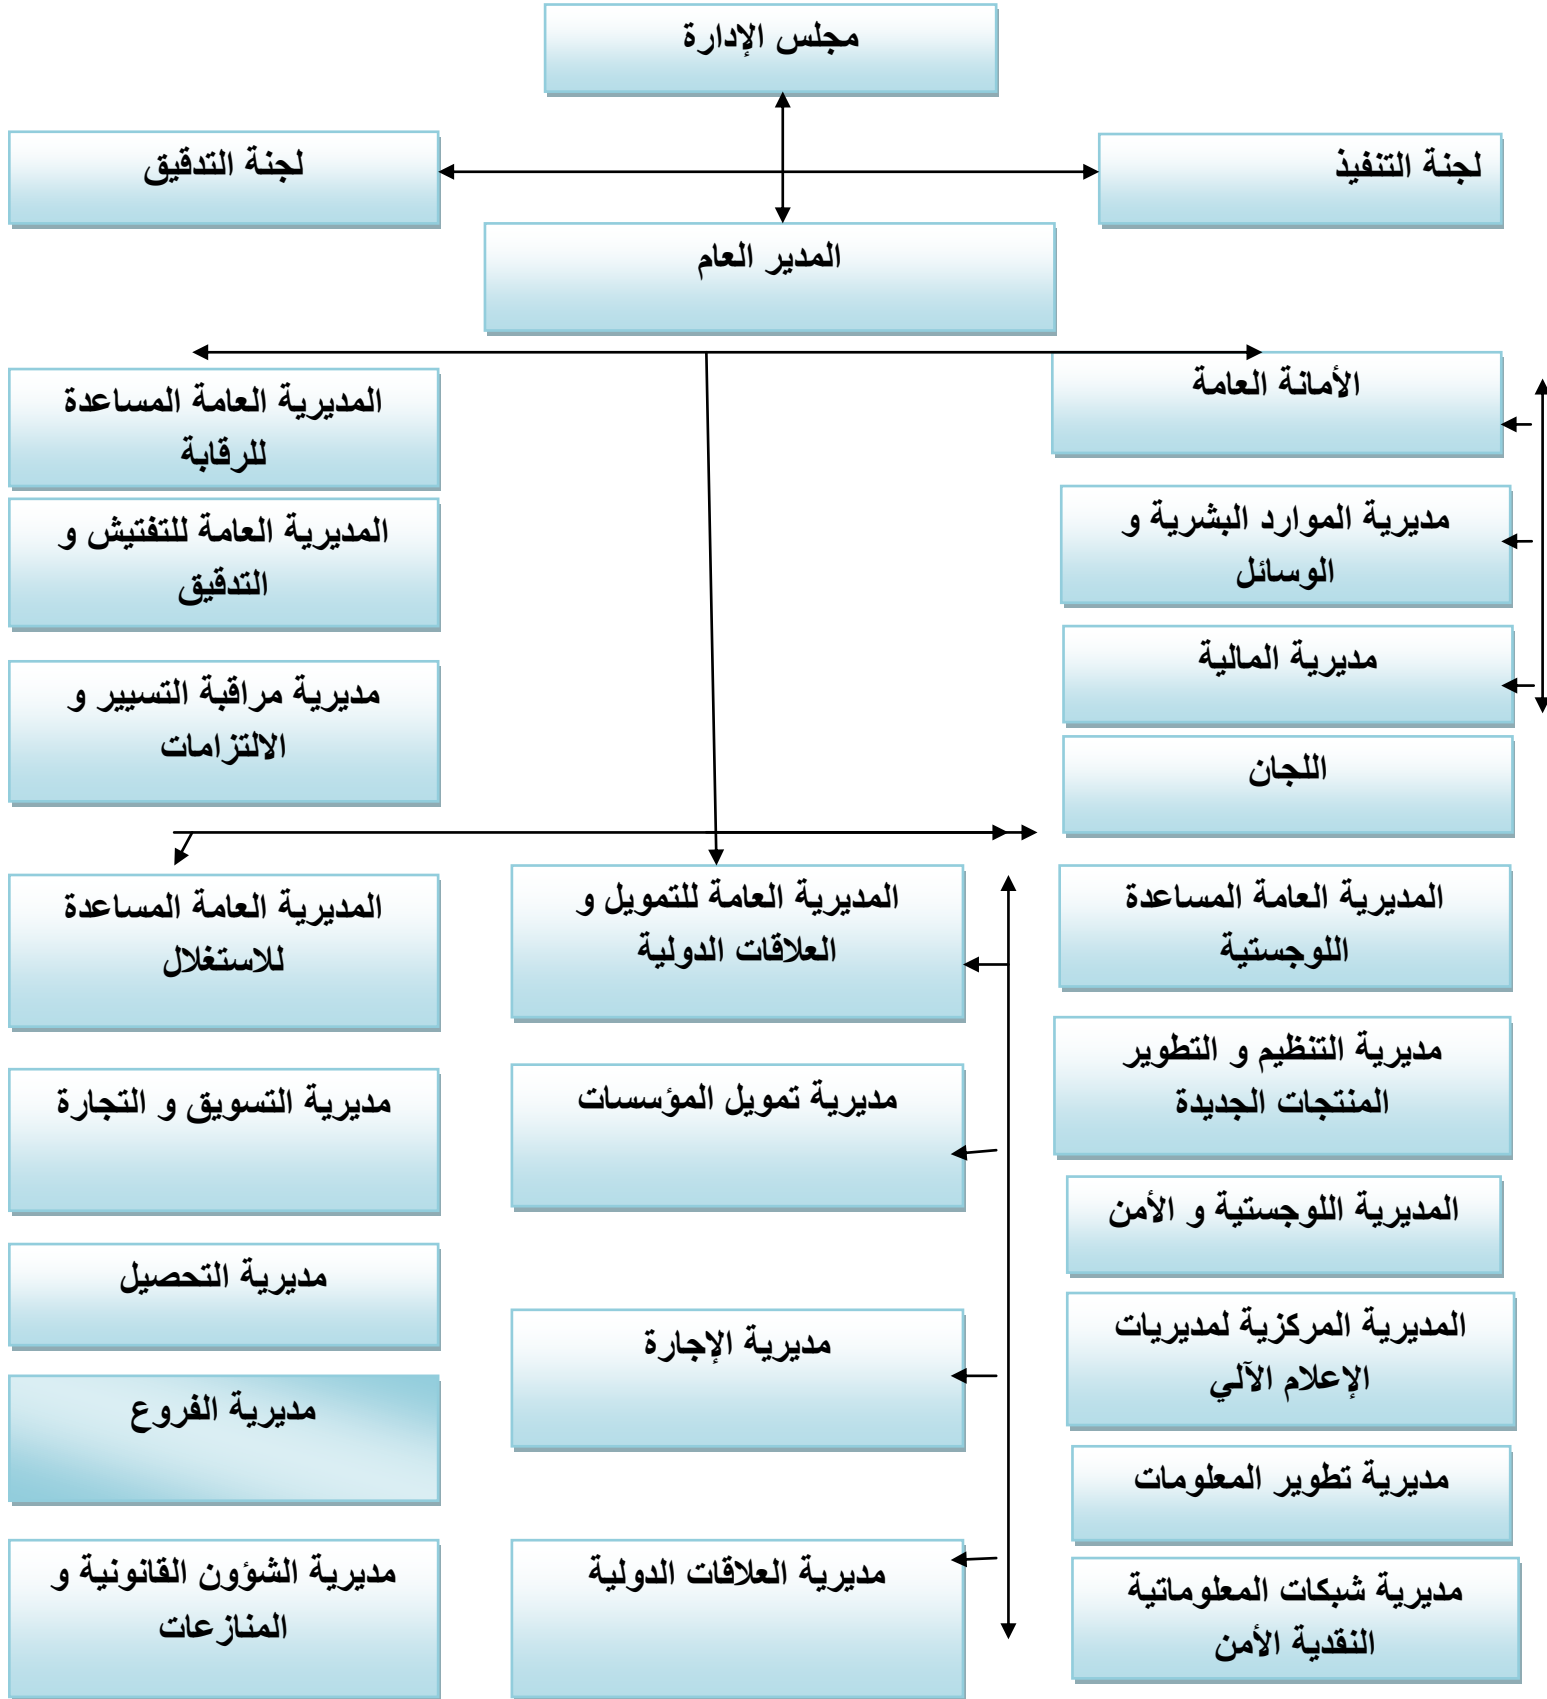 مجلس الإدارة
لجنة التنفيذ
لجنة التدقيق
المدير العام
الأمانة العامة
المديرية العامة المساعدة
للرقابة
مديرية الموارد البشرية و
الوسائل
المديرية العامة للتفتيش و
التدقيق
مديرية المالية
مديرية مراقبة التسيير و
الالتزامات
اللجان
المديرية العامة المساعدة
اللوجستية
المديرية العامة للتمويل و
العلاقات الدولية
المديرية العامة المساعدة
للاستغلال
مديرية التنظيم و التطوير
المنتجات الجديدة
مديرية تمويل المؤسسات
مديرية التسويق و التجارة
المديرية اللوجستية و الأمن
مديرية التحصيل
المديرية المركزية لمديريات
الإعلام الآلي
مديرية الإجارة
مديرية الفروع
مديرية تطوير المعلومات
مديرية شبكات المعلوماتية
النقدية الأمن
مديرية العلاقات الدولية
مديرية الشؤون القانونية و
المنازعات